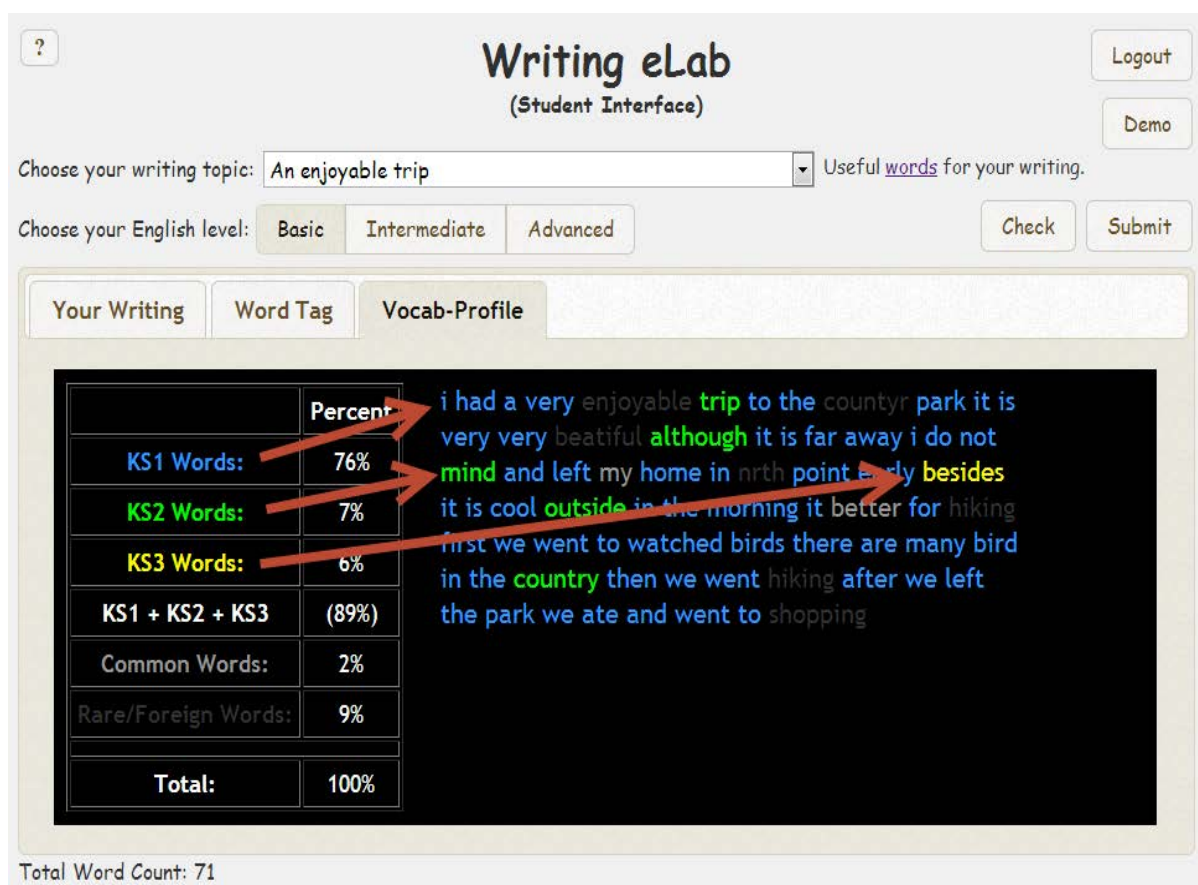 ?
Writing eLab
(Student Interface)
Logout
Demo
Choose your writing topic: An enjoyable trip Useful words for your writing.
Choose your English level: Basic Intermediate Advanced Check Submit
Your Writing Word Tag Vocab-Profile
Percent
KS1 Words: 76%
KS2 Words: 7%
KS3 Words: 6%
KS1 + KS2 + KS3 (89%)
Common Words: 2%
Rare/Foreign Words: 9%
Total: 100%
i had a very enjoyable trip to the countyr park it is
very very beatiful although it is far away i do not
mind and left my home in nrth point early besides
it is cool outside in the morning it better for hiking
first we went to watched birds there are many bird
in the country then we went hiking after we left
the park we ate and went to shopping
Total Word Count: 71